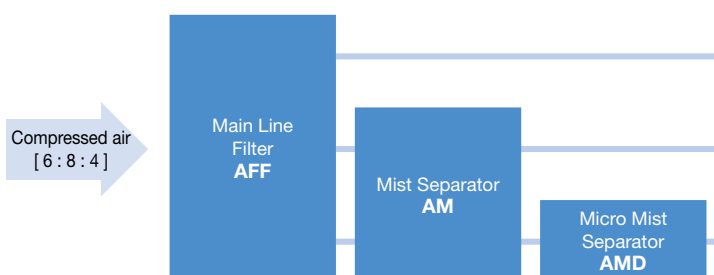 Compressed air
[ 6 : 8 : 4 ]
Main Line
Filter
AFF
Mist Separator
AM
Micro Mist
Separator
AMD